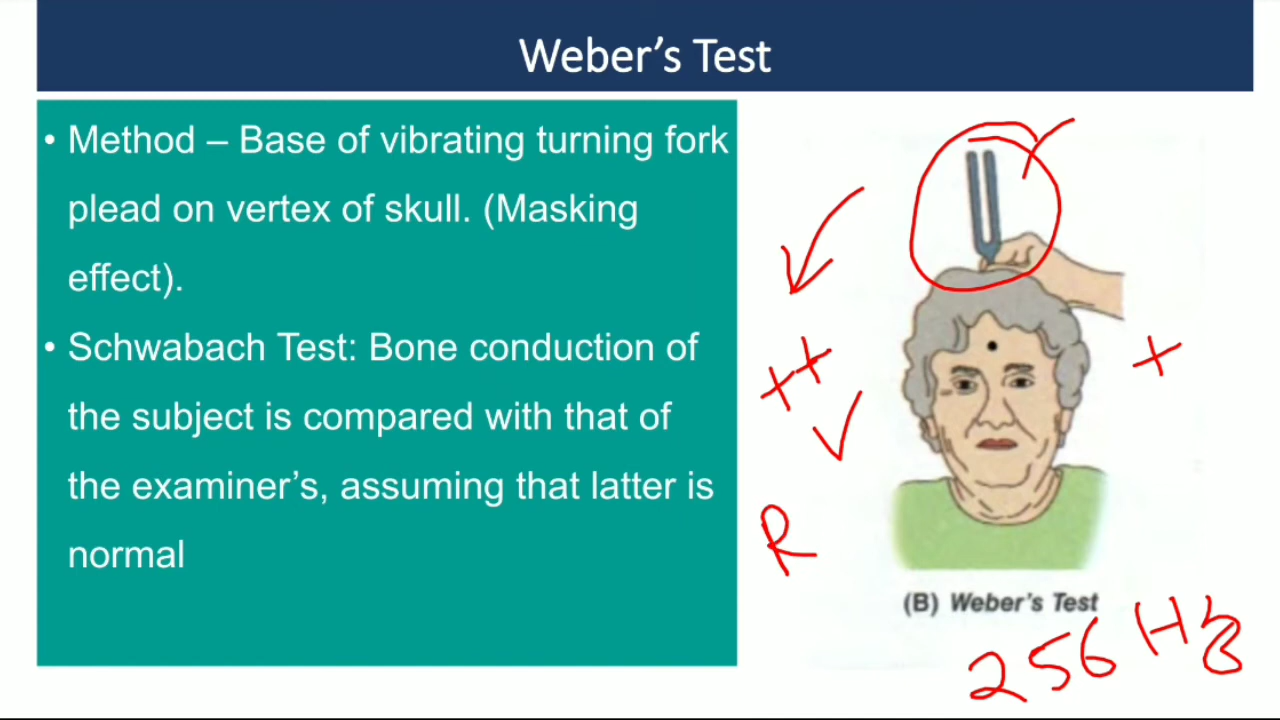 Weber's Test
• Method – Base of vibrating turning fork
plead on vertex of skull. (Masking
effect).
• Schwabach Test: Bone conduction of
the subject is compared with that of
the examiner's, assuming that latter is
normal
++
+
R
(B) Weber's Test
256 Hz